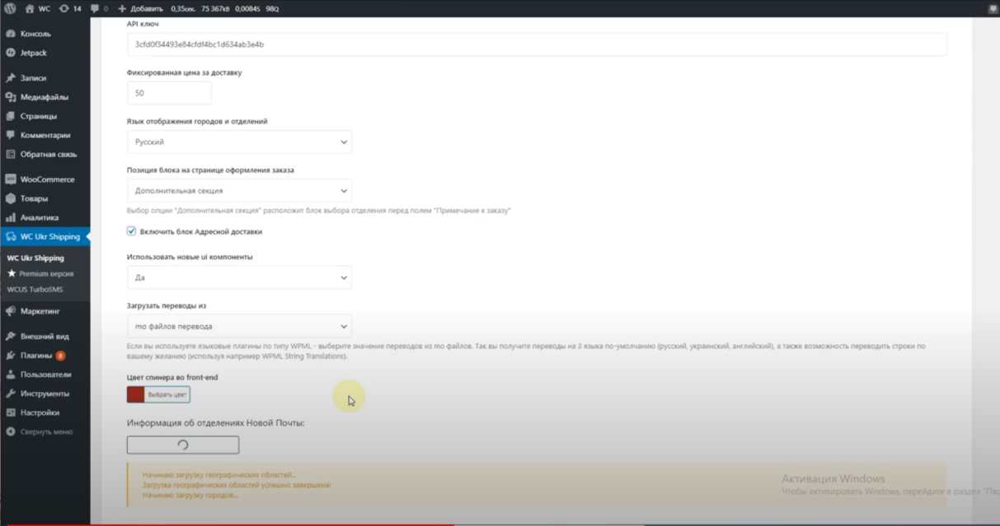 WC 14 0 + Добавить 0,35сек. 75 367кБ 0,0084S 98Q
Консоль
Jetpack
Записи
Медиафайлы
Страницы
Комментарии
Обратная связь
WooCommerce
Товары
Аналитика
WC Ukr Shipping
WC Ukr Shipping
Premium версия
WCUS TurboSMS
Маркетинг
Внешний вид
Плагины 8
Пользователи
Инструменты
Настройки
Свернуть меню
API ключ
3cfd0f34493e84cfdf4bc1d634ab3e4b
Фиксированная цена за доставку
50
Язык отображения городов и отделений
Русский
Позиция блока на странице оформления заказа
Дополнительная секция
Выбор опции "Дополнительная секция" расположит блок выбора отделения перед полем "Примечание к заказу"
Включить блок Адресной доставки
Использовать новые ui компоненты
Да
Загружать переводы из
mo файлов перевода
Если вы используете языковые плагины по типу WPML - выберите значение переводов из mo файлов. Так вы получите переводы на 3 языка по-умолчанию (русский, украинский, английский), а также возможность переводить строки по
вашему желанию (используя например WPML String Translations).
Цвет спинера во front-end
Выбрать цвет
Информация об отделениях Новой Почты:
Начинаю загрузку географических областей...
Загрузка географических областей успешно завершена!
Начинаю загрузку городов...
Активация Windows
Чтобы активировать Windows, перейдите в раздел "Пар